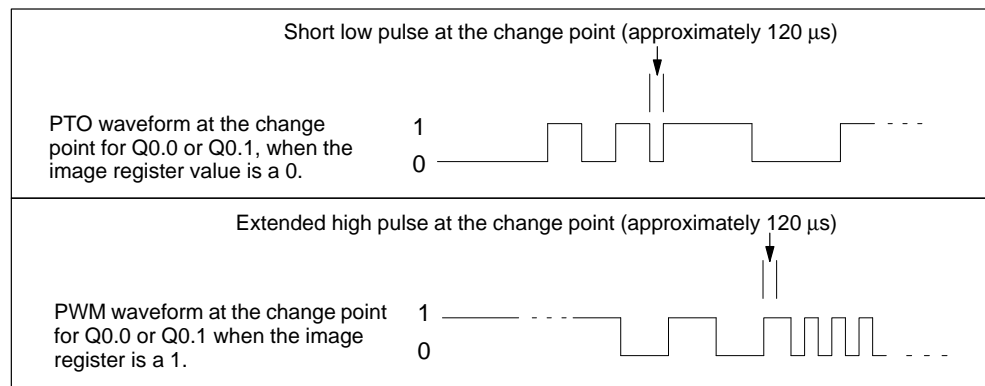 Short low pulse at the change point (approximately 120 μs)
PTO waveform at the change
point for Q0.0 or Q0.1, when the
image register value is a 0.
1
0
Extended high pulse at the change point (approximately 120 μs)
PWM waveform at the change point
for Q0.0 or Q0.1 when the image
register is a 1.
1
0